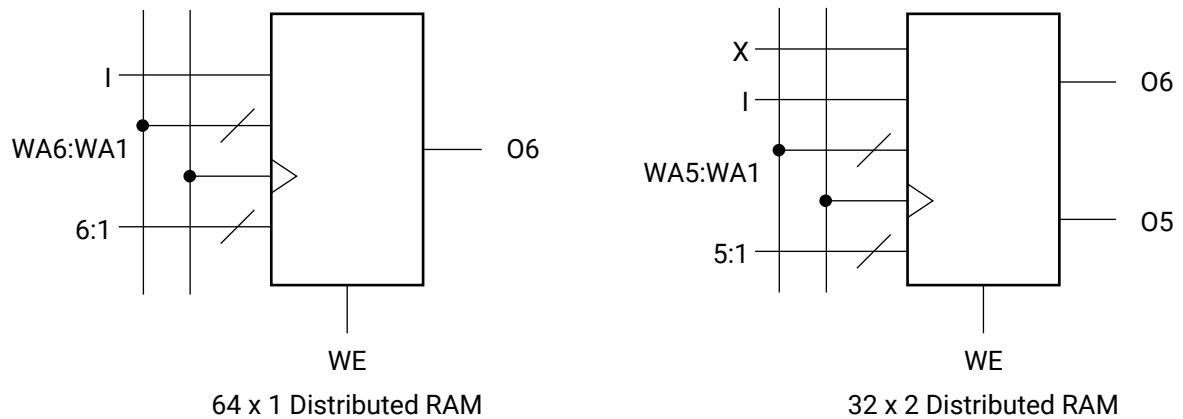 I
WA6:WA1
6:1
O6
WE
64 x 1 Distributed RAM
X
I
WA5:WA1
5:1
O6
O5
WE
32 x 2 Distributed RAM